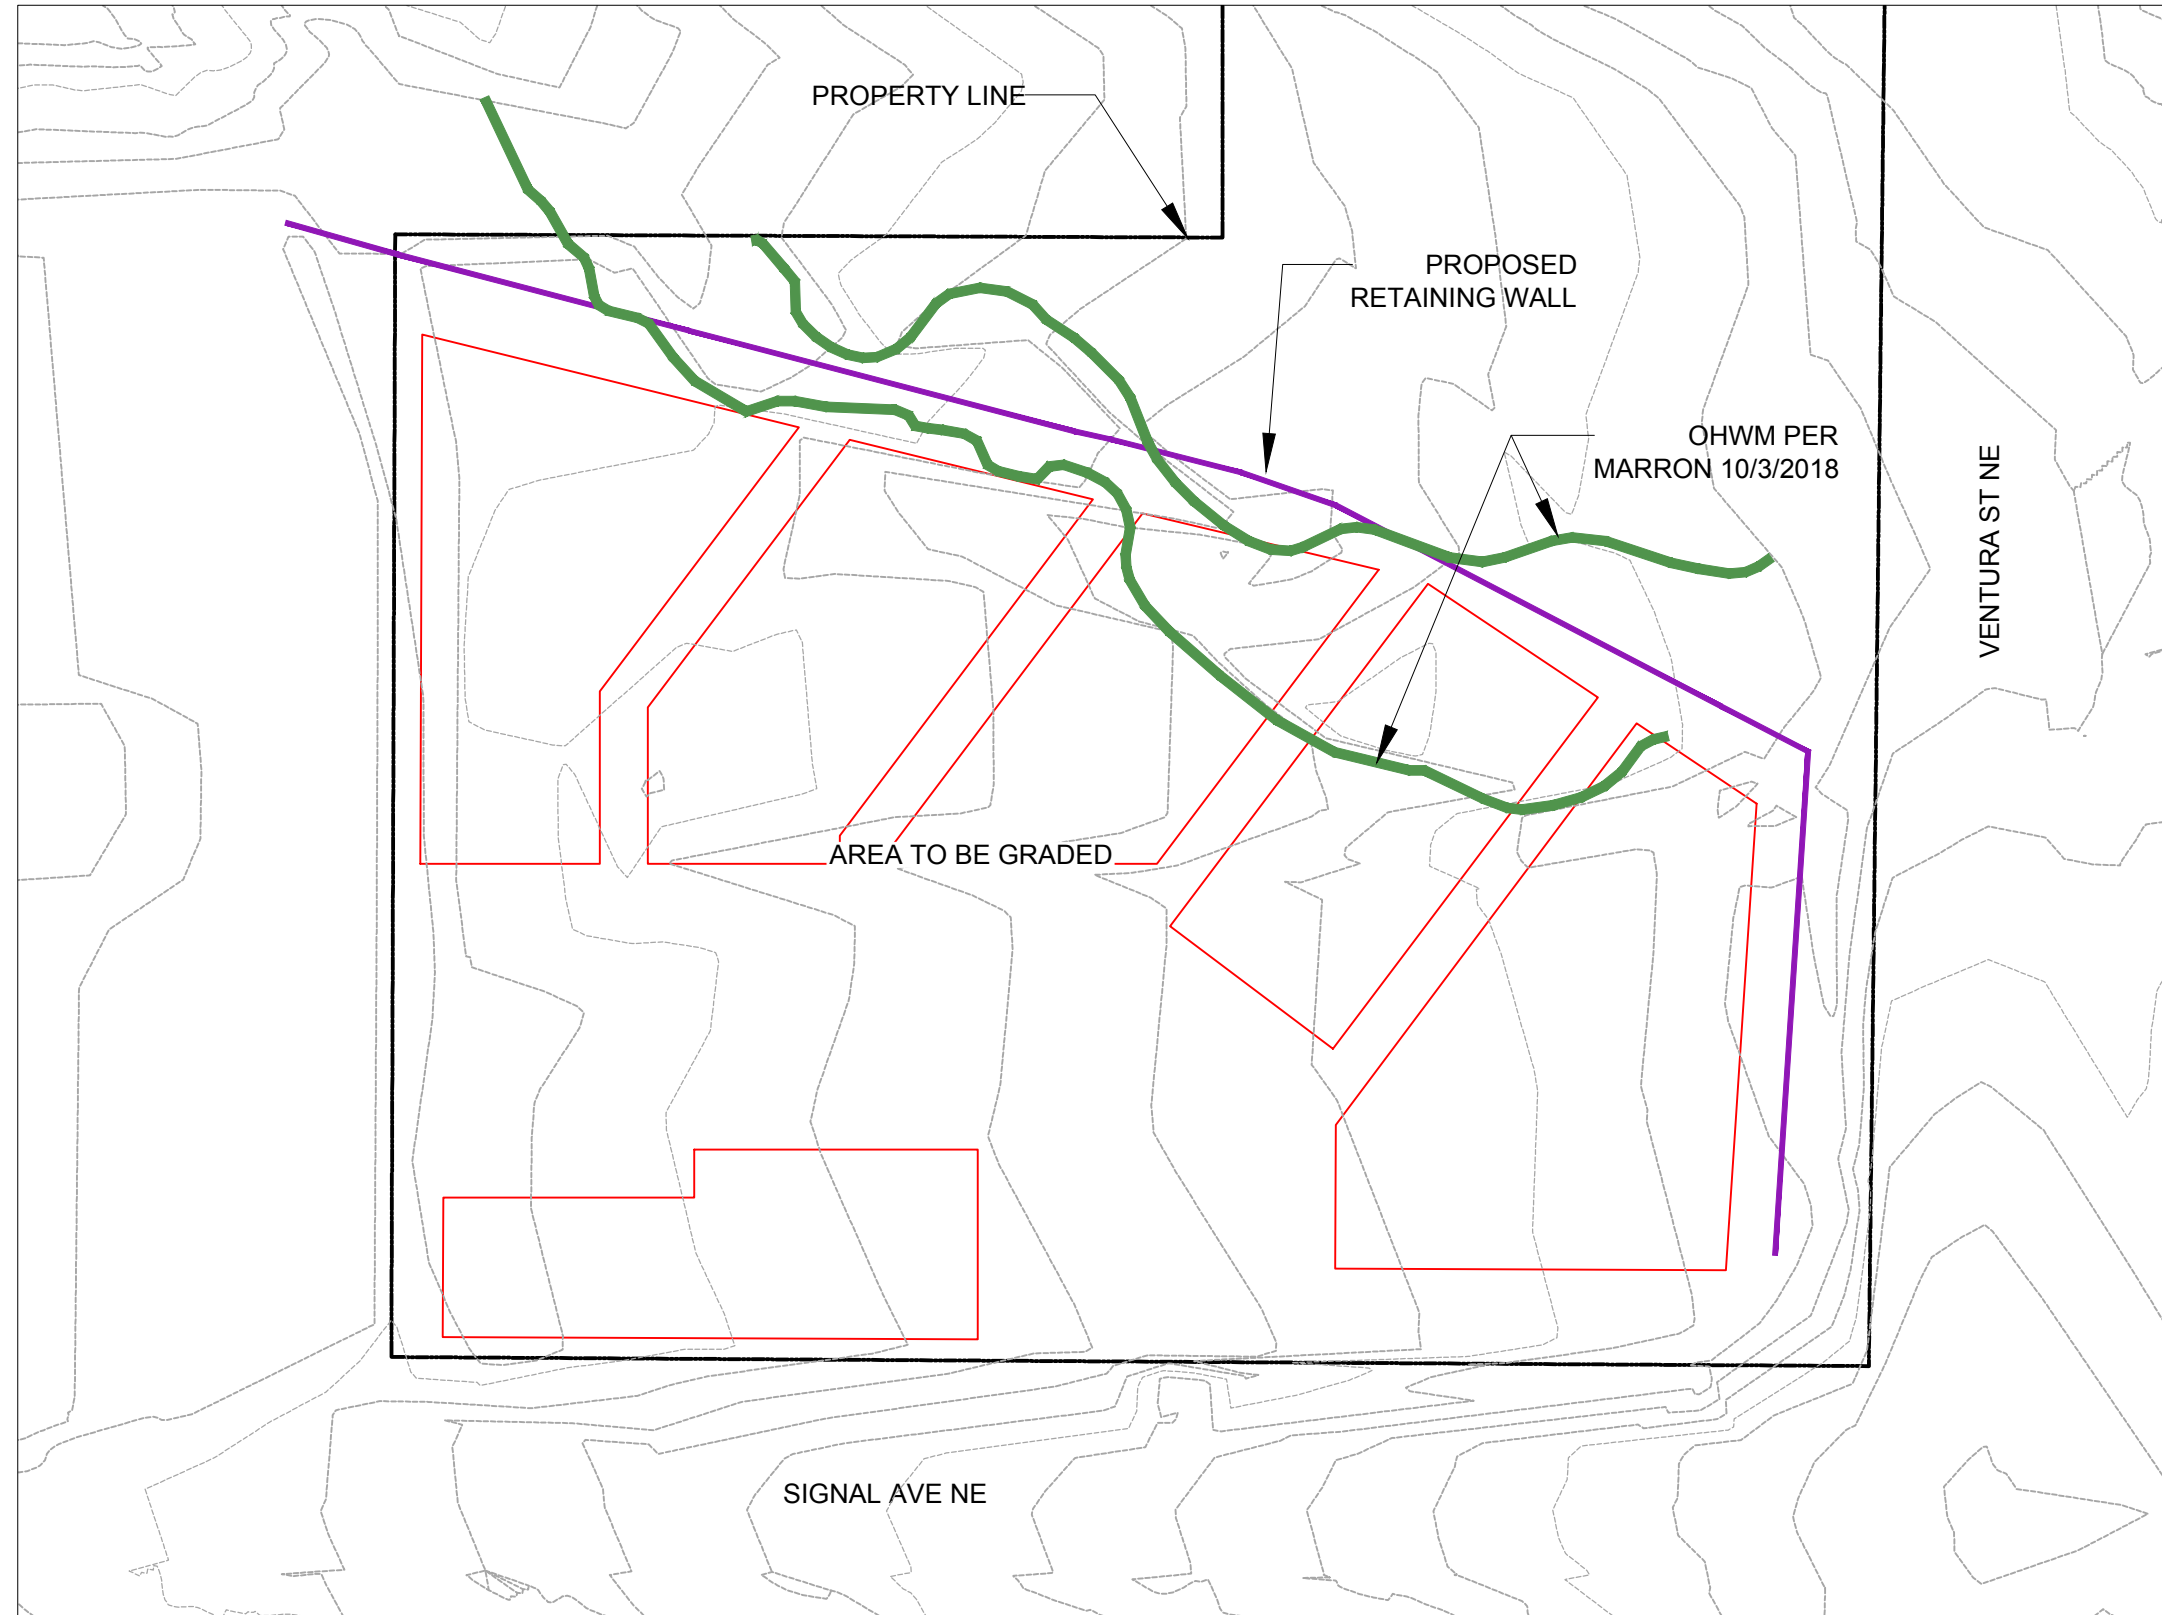 PROPERTY LINE
PROPOSED
RETAINING WALL
OHWM PER
MARRON 10/3/2018
VENTURA ST NE
AREA TO BE GRADED
SIGNAL AVE NE